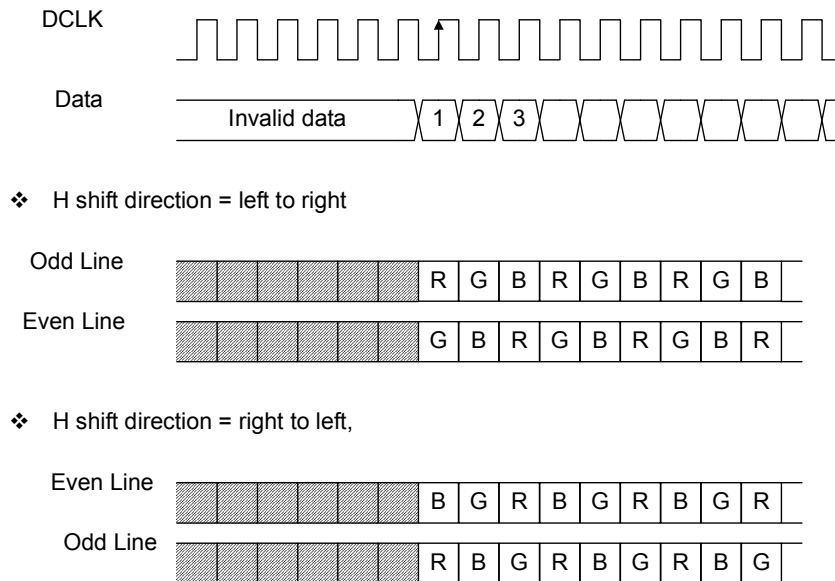 DCLK
Data
Invalid data 1 2 3
❖ H shift direction = left to right
Odd Line R G B R G B R G B
Even Line G B R G B R G B R
❖ H shift direction = right to left,
Even Line B G R B G R B G R
Odd Line R B G R B G R B G